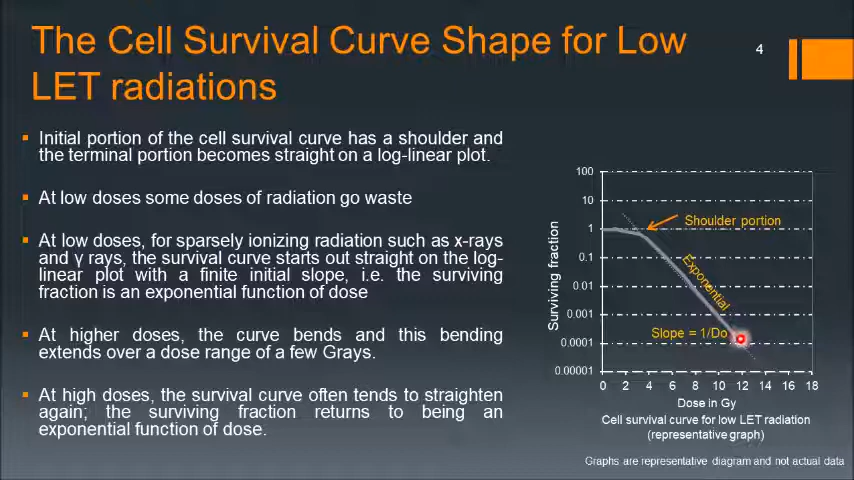 The Cell Survival Curve Shape for Low
LET radiations
4
Initial portion of the cell survival curve has a shoulder and
the terminal portion becomes straight on a log-linear plot.
At low doses some doses of radiation go waste
At low doses, for sparsely ionizing radiation such as x-rays
and γ rays, the survival curve starts out straight on the log-
linear plot with a finite initial slope, i.e. the surviving
fraction is an exponential function of dose
At higher doses, the curve bends and this bending
extends over a dose range of a few Grays.
At high doses, the survival curve often tends to straighten
again; the surviving fraction returns to being an
exponential function of dose.
Surviving fraction
100
10
1
0.1
0.01
0.001
0.0001
0.00001
Shoulder portion
Exponential
Slope = 1/Do
0 2 4 6 8 10 12 14 16 18
Dose in Gy
Cell survival curve for low LET radiation
(representative graph)
Graphs are representative diagram and not actual data